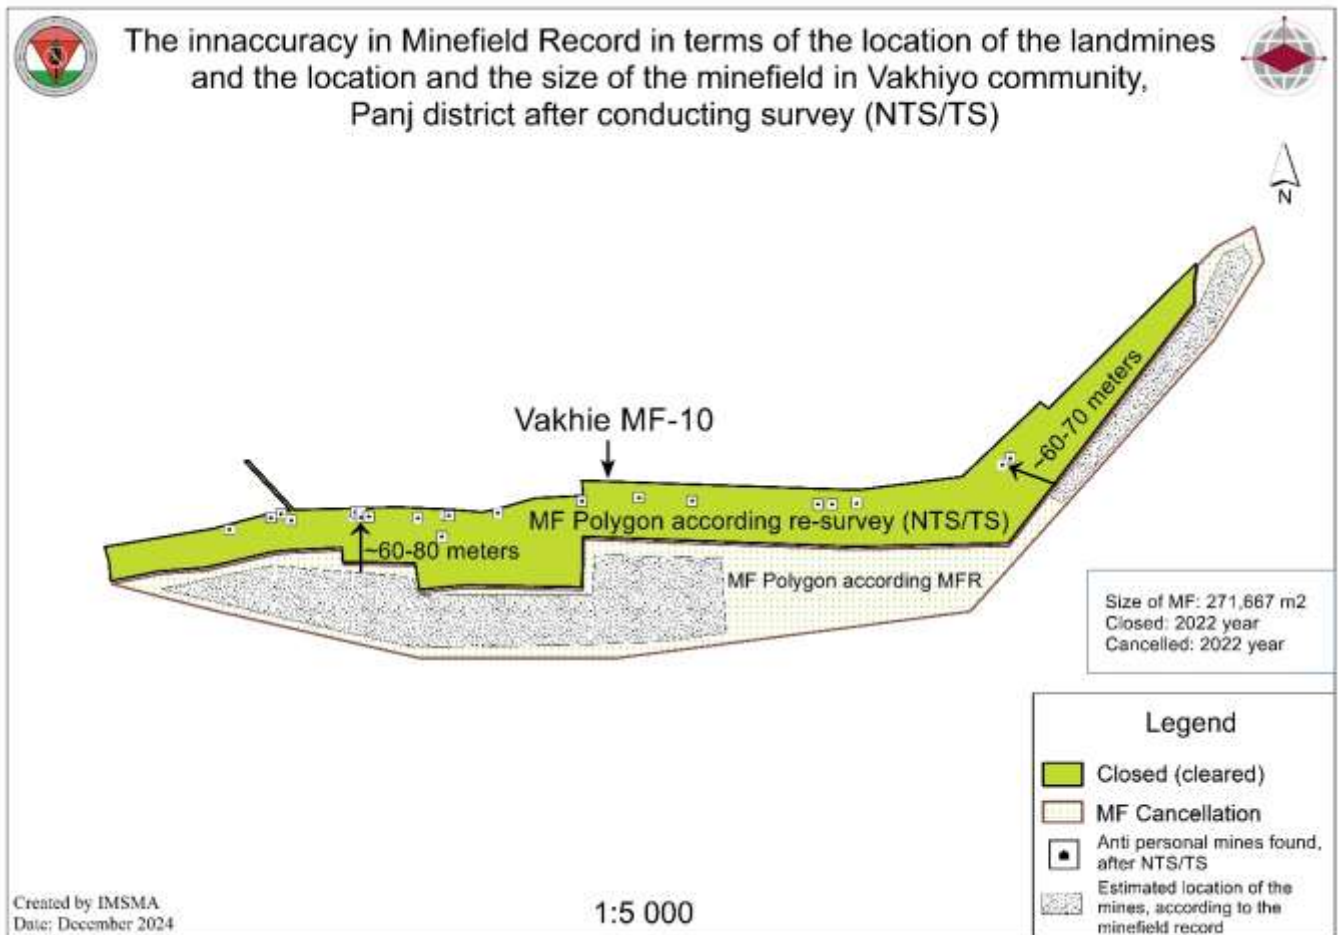 The innaccuracy in Minefield Record in terms of the location of the landmines
and the location and the size of the minefield in Vakhiyo community,
Panj district after conducting survey (NTS/TS)
N
~60-70 meters
Vakhie MF-10
MF Polygon according re-survey (NTS/TS)
~60-80 meters
MF Polygon according MFR
Size of MF: 271,667 m2
Closed: 2022 year
Cancelled: 2022 year
Legend
Closed (cleared)
MF Cancellation
Anti personal mines found,
after NTS/TS
Estimated location of the
mines, according to the
minefield record
Created by IMSMA
Date: December 2024
1:5 000